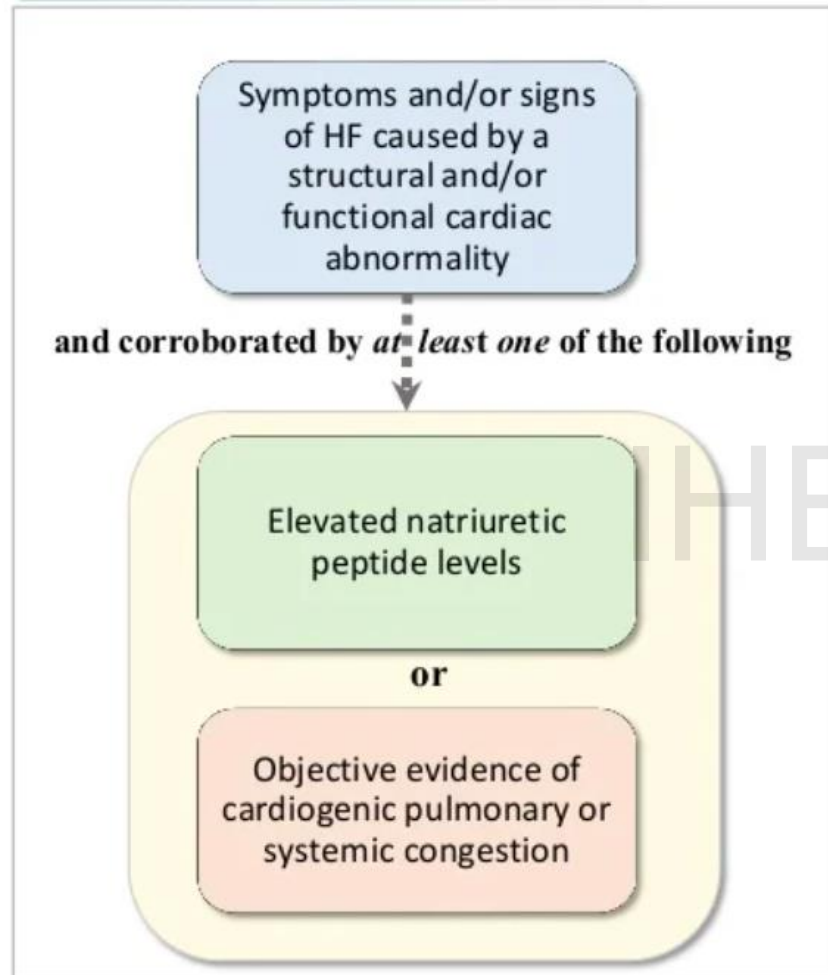 Symptoms and/or signs
of HF caused by a
structural and/or
functional cardiac
abnormality
and corroborated by at least one of the following
Elevated natriuretic
peptide levels
or
Objective evidence of
cardiogenic pulmonary or
systemic congestion